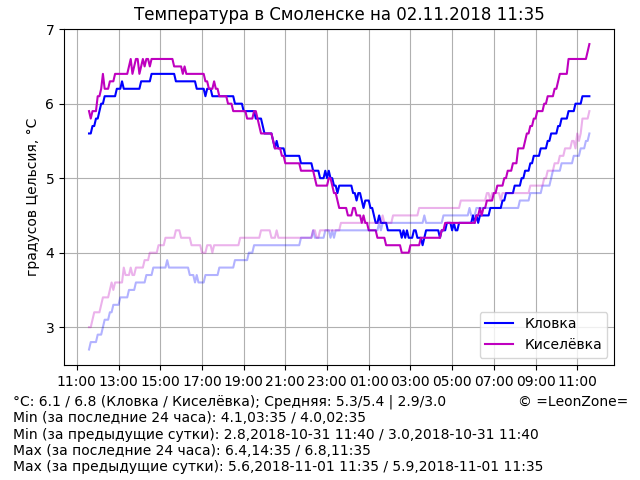 Температура в Смоленске на 02.11.2018 11:35
7
6
5
4
3
градусов Цельсия, °C
Кловка
Киселёвка
11:00 13:00 15:00 17:00 19:00 21:00 23:00 01:00 03:00 05:00 07:00 09:00 11:00
°C: 6.1 / 6.8 (Кловка / Киселёвка); Средняя: 5.3/5.4 | 2.9/3.0 © =LeonZone=
Min (за последние 24 часа): 4.1,03:35 / 4.0,02:35
Min (за предыдущие сутки): 2.8,2018-10-31 11:40 / 3.0,2018-10-31 11:40
Max (за последние 24 часа): 6.4,14:35 / 6.8,11:35
Max (за предыдущие сутки): 5.6,2018-11-01 11:35 / 5.9,2018-11-01 11:35